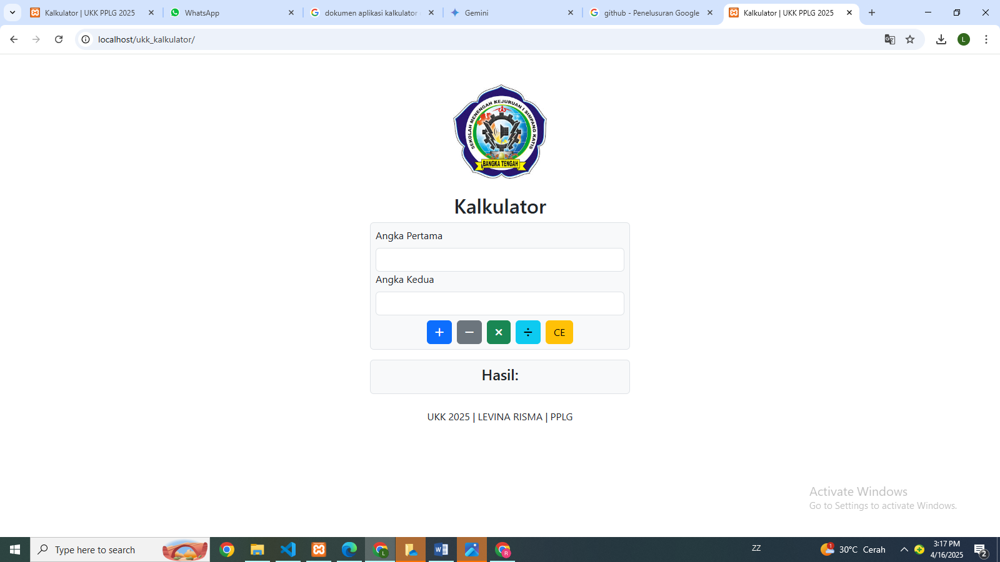 Kalkulator | UKK PPLG 2025
WhatsApp
dokumen aplikasi kalkulator
Gemini
github - Penelusuran Google
Kalkulator | UKK PPLG 2025
localhost/ukk_kalkulator/
L
SEKOLAH MENENGAH KEJURUAN 1 SIMPANG KATIS
BANGKA TENGAH
Kalkulator
Angka Pertama
Angka Kedua
+ − × ÷ CE
Hasil:
UKK 2025 | LEVINA RISMA | PPLG
Activate Windows
Go to Settings to activate Windows.
Type here to search
L
R
ZZ
1
30°C Cerah
3:17 PM
4/16/2025
2